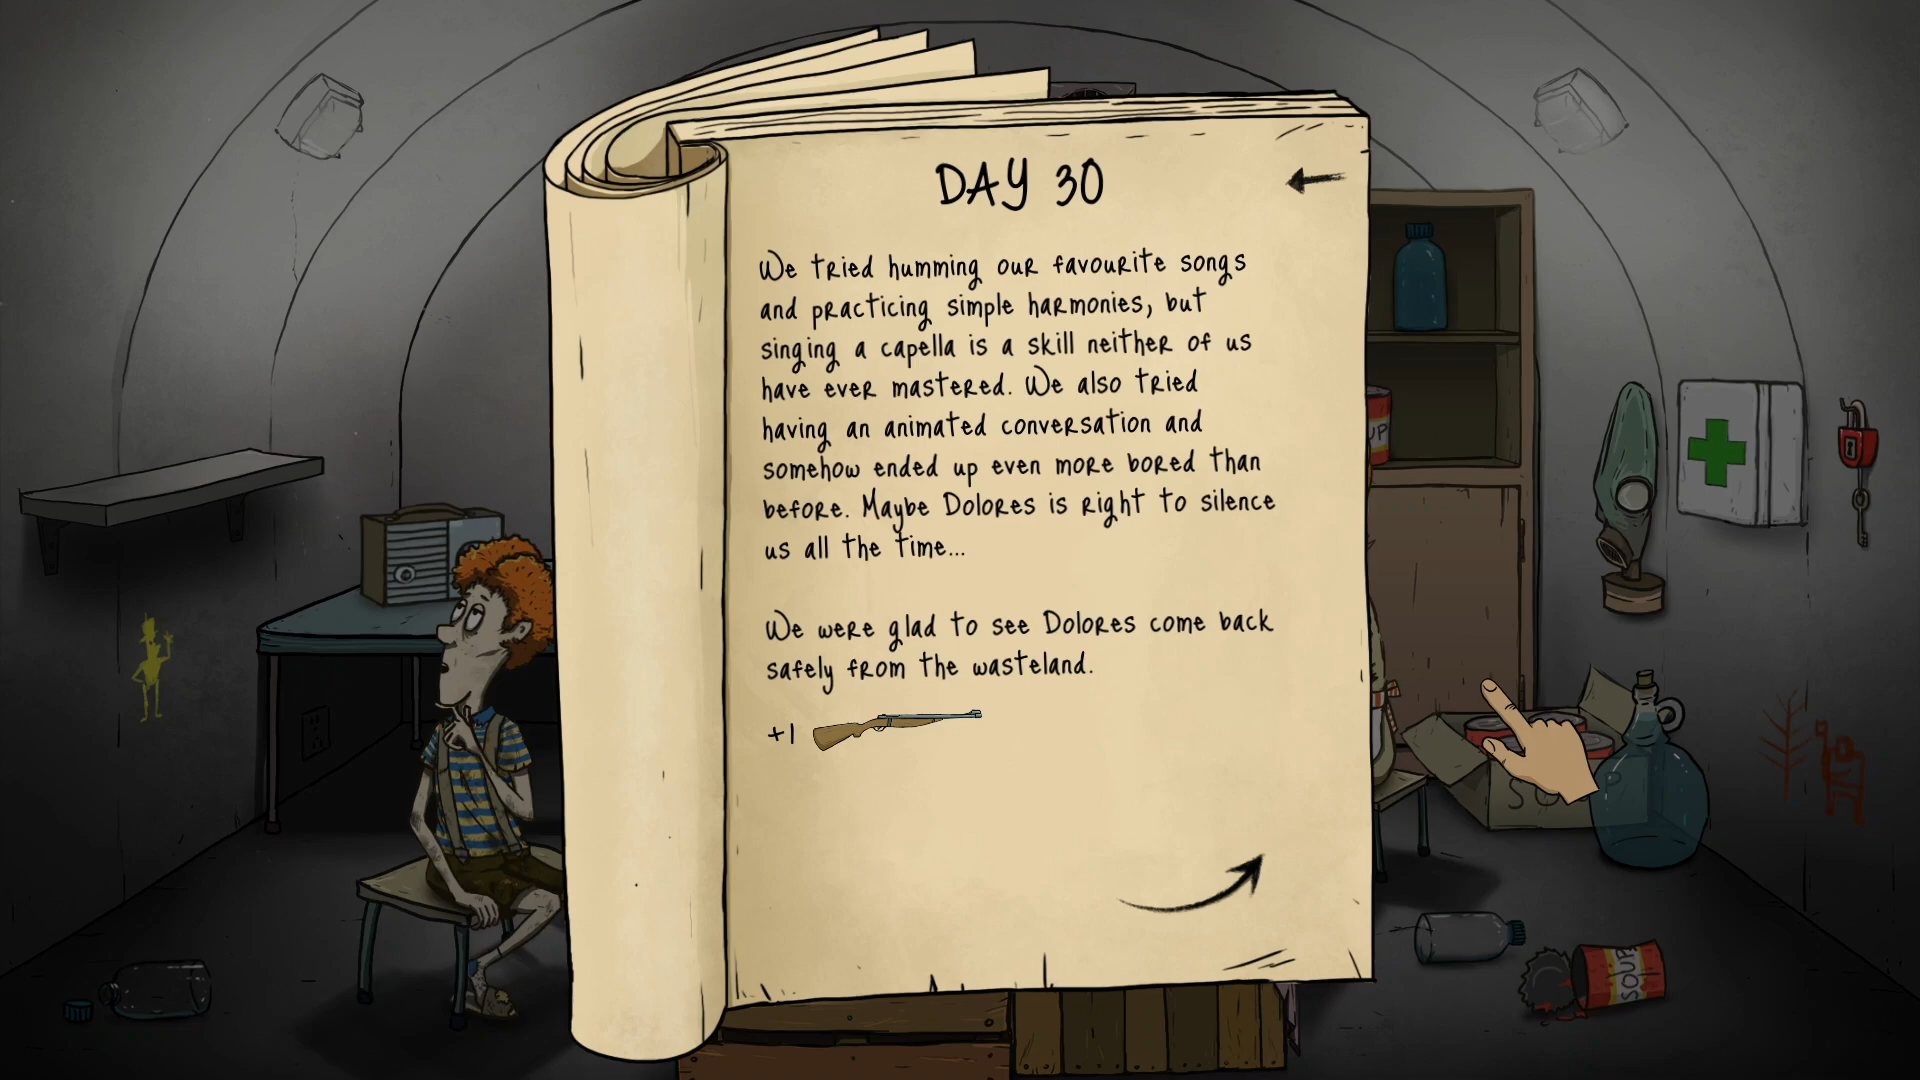 DAY 30
We tried humming our favourite songs
and practicing simple harmonies, but
singing a capella is a skill neither of us
have ever mastered. We also tried
having an animated conversation and
somehow ended up even more bored than
before. Maybe Dolores is right to silence
us all the time...
We were glad to see Dolores come back
safely from the wasteland.
+1
UP
SO
SOUP